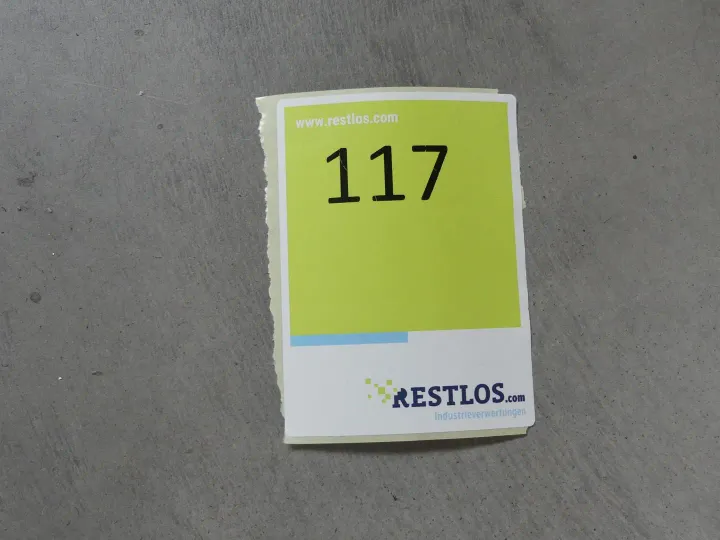 www.restlos.com
117
RESTLOS.com
Industrieverwertungen